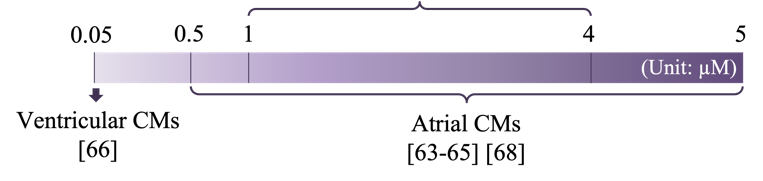 0.05 0.5 1 4 5
(Unit: µM)
Ventricular CMs
[66]
Atrial CMs
[63-65] [68]